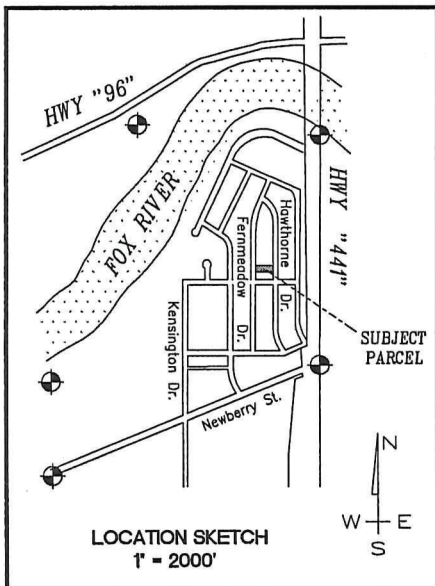 HWY "96"
FOX RIVER
HWY "441"
Hawthorne Dr.
Fernmeadow Dr.
Kensington Dr.
SUBJECT
PARCEL
Newberry St.
N
W E
S
LOCATION SKETCH
1" = 2000'